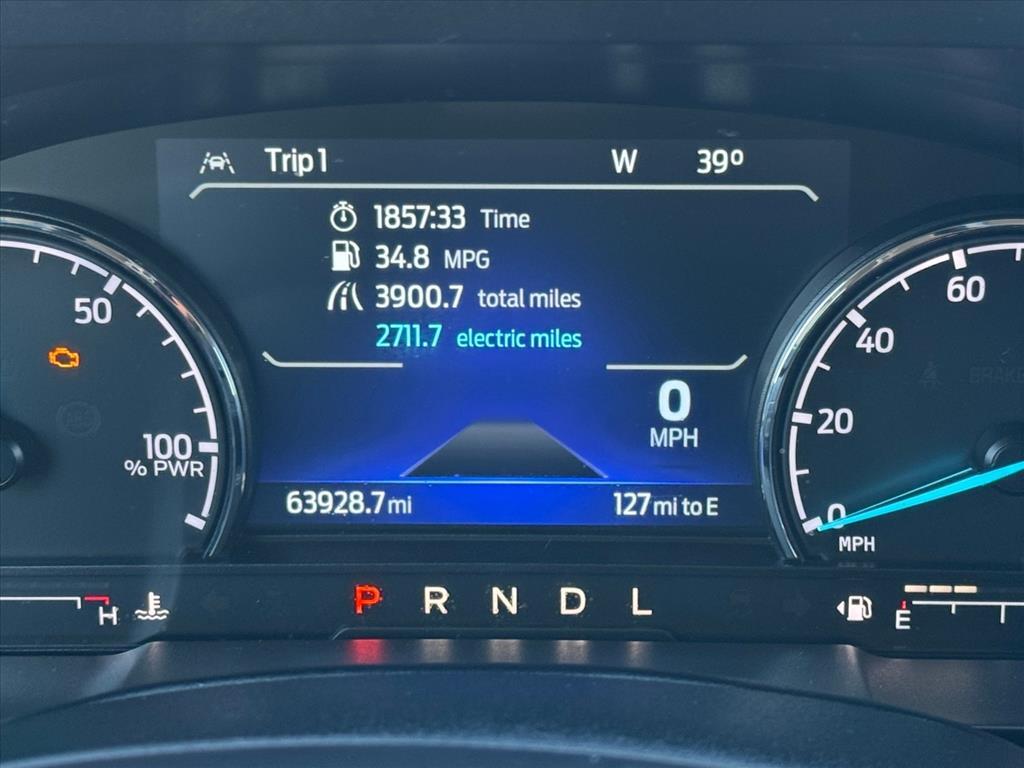 Trip 1 W 39°
1857:33 Time
34.8 MPG
3900.7 total miles
2711.7 electric miles
50
100
% PWR
0
MPH
63928.7 mi
127 mi to E
60
40
20
0
MPH
BRAKE
H
P R N D L
E